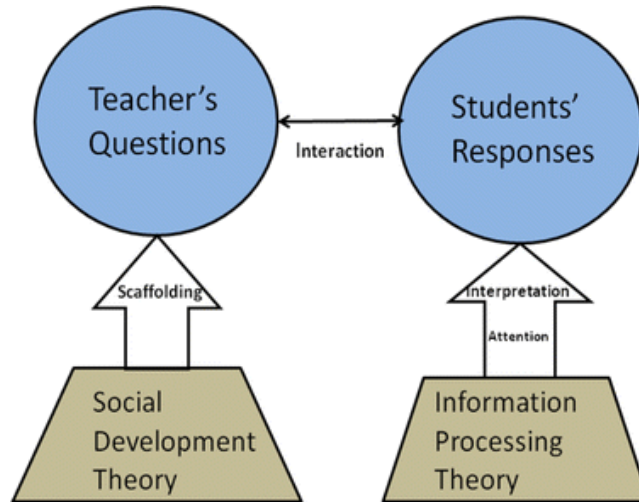 Teacher's
Questions
Interaction
Students'
Responses
Scaffolding
Interpretation
Attention
Social
Development
Theory
Information
Processing
Theory